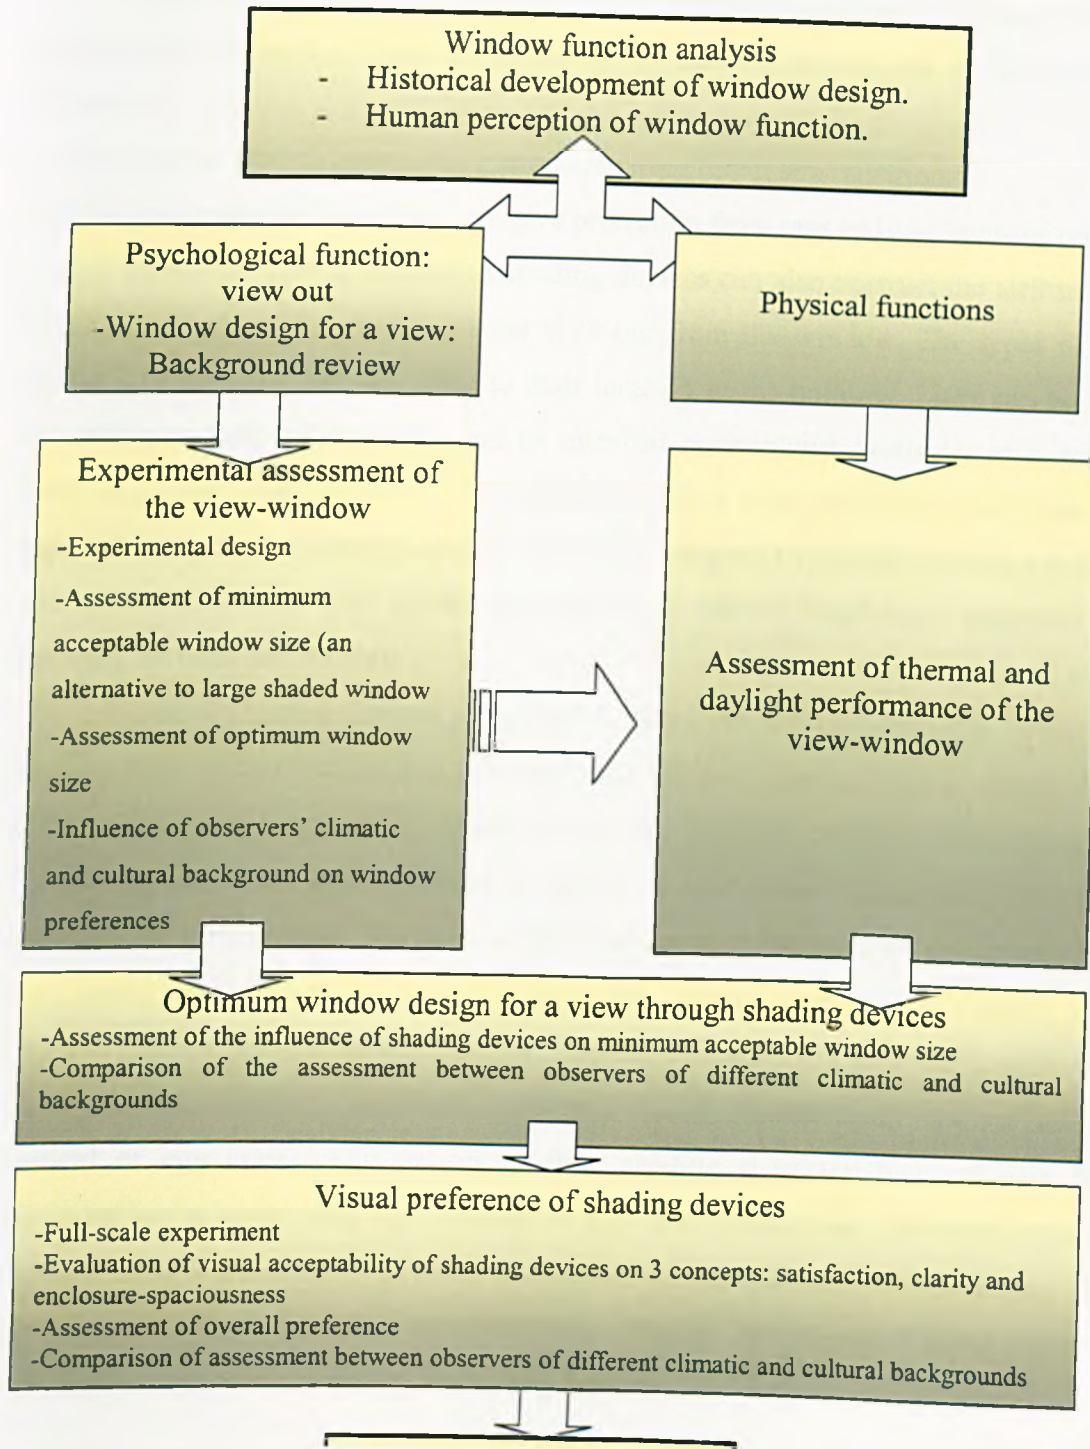 Window function analysis
- Historical development of window design.
- Human perception of window function.
Psychological function:
view out
-Window design for a view:
Background review
Physical functions
Experimental assessment of
the view-window
-Experimental design
-Assessment of minimum
acceptable window size (an
alternative to large shaded window
-Assessment of optimum window
size
-Influence of observers’ climatic
and cultural background on window
preferences
Assessment of thermal and
daylight performance of the
view-window
Optimum window design for a view through shading devices
-Assessment of the influence of shading devices on minimum acceptable window size
-Comparison of the assessment between observers of different climatic and cultural
backgrounds
Visual preference of shading devices
-Full-scale experiment
-Evaluation of visual acceptability of shading devices on 3 concepts: satisfaction, clarity and
enclosure-spaciousness
-Assessment of overall preference
-Comparison of assessment between observers of different climatic and cultural backgrounds